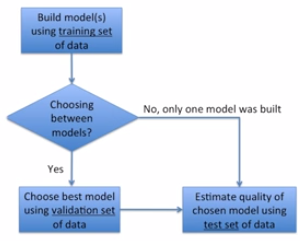 Build model(s)
using training set
of data
Choosing
between
models?
No, only one model was built
Yes
Choose best model
using validation set
of data
Estimate quality of
chosen model using
test set of data